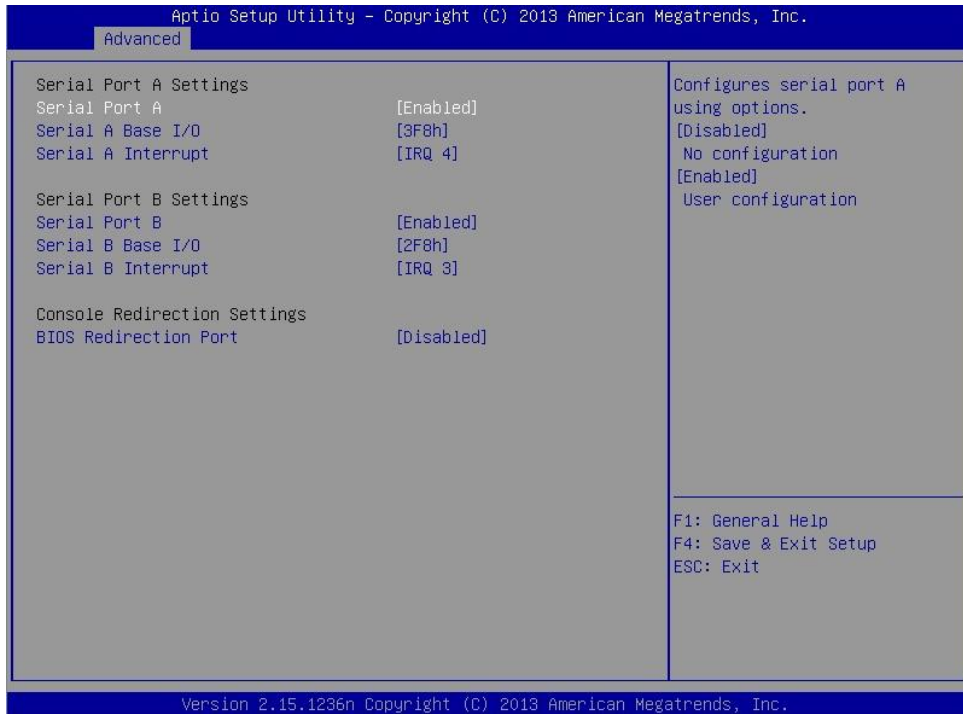 Aptio Setup Utility – Copyright (C) 2013 American Megatrends, Inc.
Advanced
Serial Port A Settings
Serial Port A [Enabled]
Serial A Base I/O [3F8h]
Serial A Interrupt [IRQ 4]
Serial Port B Settings
Serial Port B [Enabled]
Serial B Base I/O [2F8h]
Serial B Interrupt [IRQ 3]
Console Redirection Settings
BIOS Redirection Port [Disabled]
Configures serial port A
using options.
[Disabled]
No configuration
[Enabled]
User configuration
F1: General Help
F4: Save & Exit Setup
ESC: Exit
Version 2.15.1236n Copyright (C) 2013 American Megatrends, Inc.